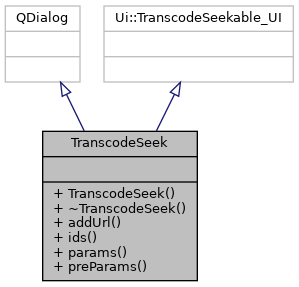 QDialog
Ui::TranscodeSeekable_UI
TranscodeSeek
+ TranscodeSeek()
+ ~TranscodeSeek()
+ addUrl()
+ ids()
+ params()
+ preParams()